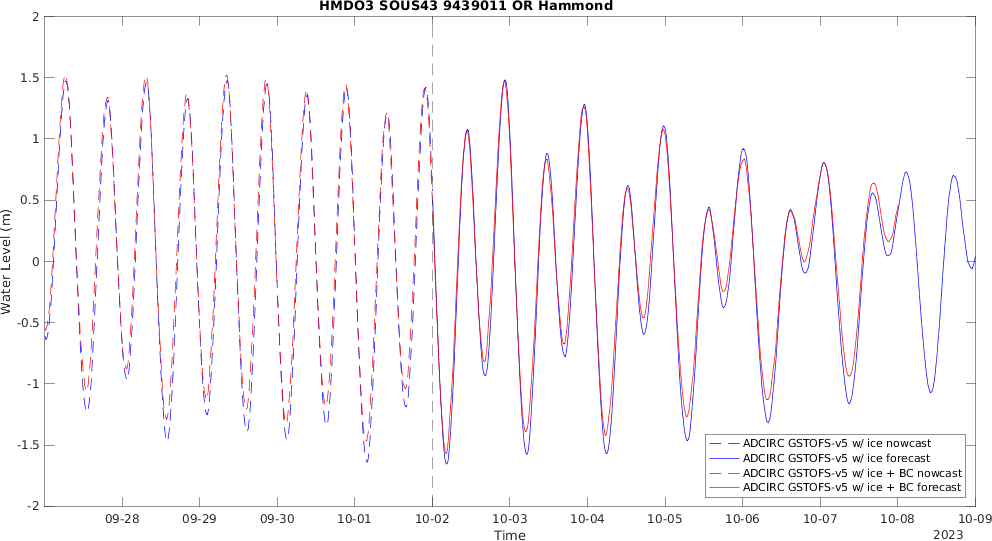 HMDO3 SOUS43 9439011 OR Hammond
Water Level (m)
2
1.5
1
0.5
0
-0.5
-1
-1.5
-2
ADCIRC GSTOFS-v5 w/ ice nowcast
ADCIRC GSTOFS-v5 w/ ice forecast
ADCIRC GSTOFS-v5 w/ ice + BC nowcast
ADCIRC GSTOFS-v5 w/ ice + BC forecast
09-28 09-29 09-30 10-01 10-02 10-03 10-04 10-05 10-06 10-07 10-08 10-09
Time
2023